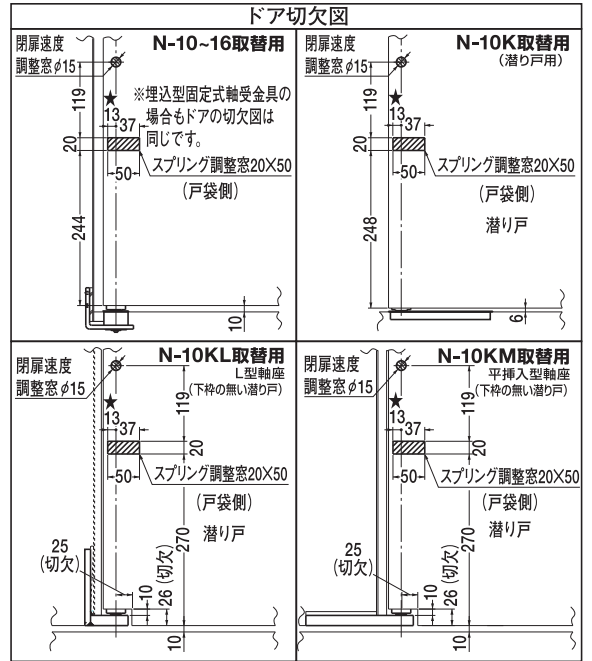 ドア切欠図
閉扉速度
調整窓φ15
N-10~16取替用
※埋込型固定式軸受金具の
場合もドアの切欠図は
同じです。
119
★
13
37
20
50
スプリング調整窓20×50
(戸袋側)
244
10
閉扉速度
調整窓φ15
N-10K取替用
(潜り戸用)
119
★
13
37
20
50
スプリング調整窓20×50
(戸袋側)
潜り戸
248
6
閉扉速度
調整窓φ15
N-10KL取替用
L型軸座
(下枠の無い潜り戸)
119
★
13
37
20
50
スプリング調整窓20×50
(戸袋側)
潜り戸
270
25
(切欠)
10
26 (切欠)
10
閉扉速度
調整窓φ15
N-10KM取替用
平挿入型軸座
(下枠の無い潜り戸)
119
★
13
37
20
50
スプリング調整窓20×50
(戸袋側)
潜り戸
270
25
(切欠)
10
26 (切欠)
10